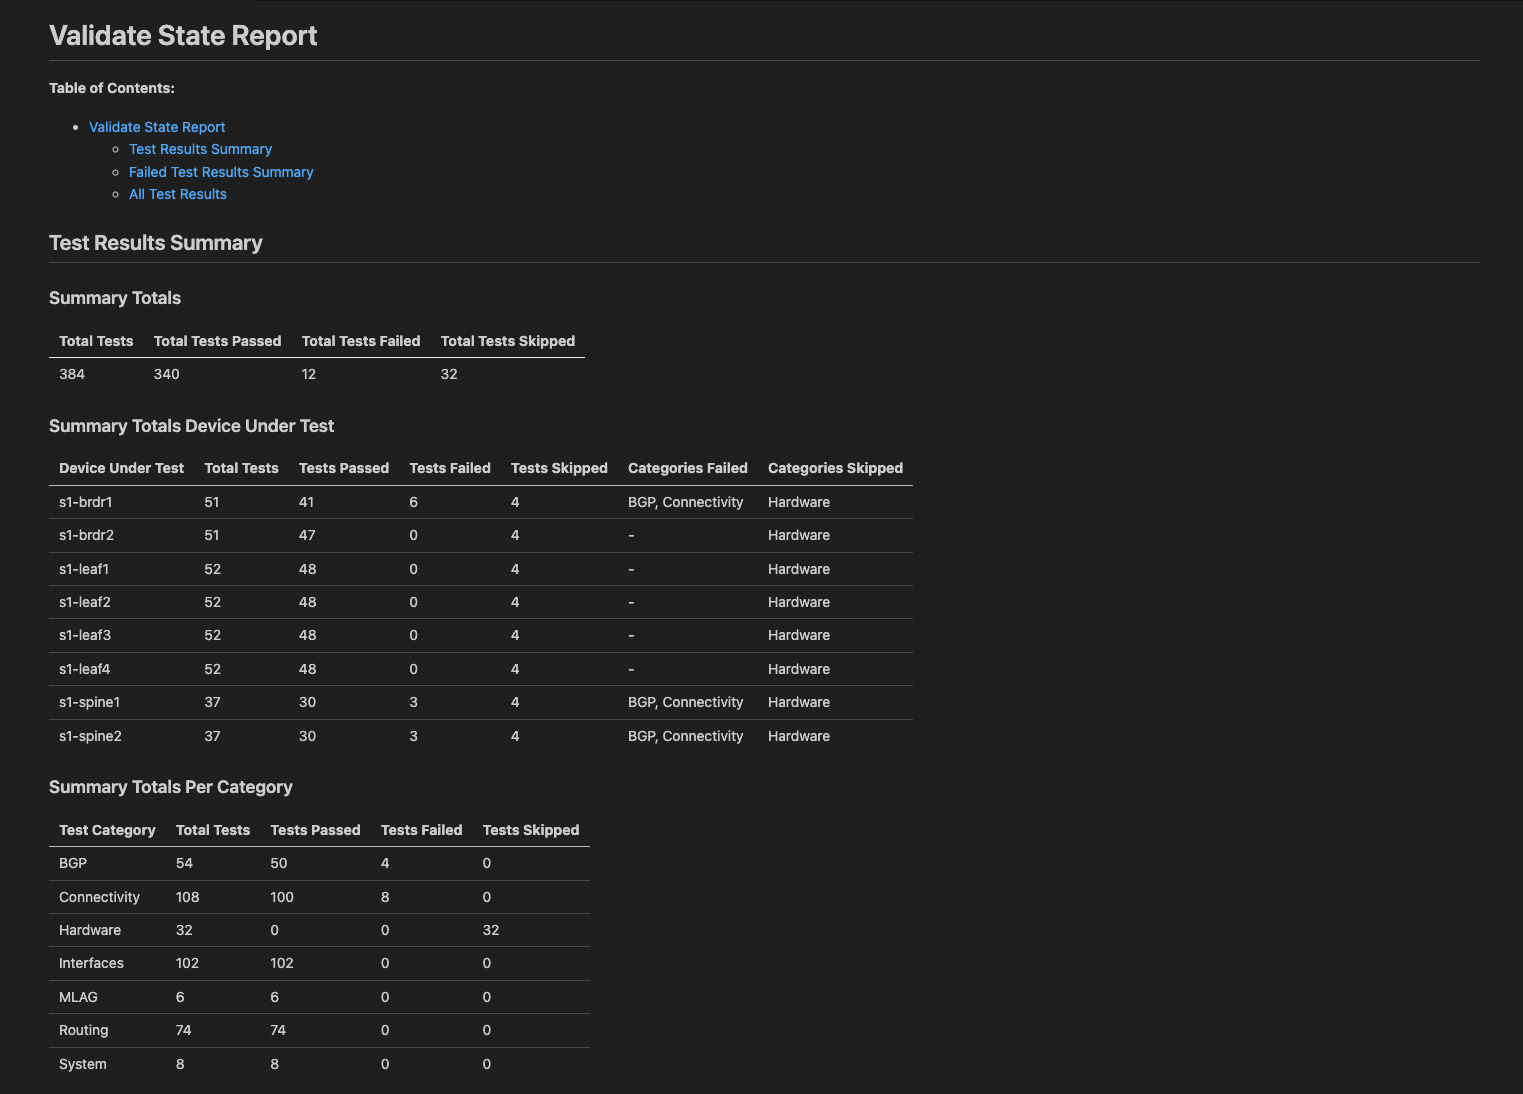 Validate State Report
Table of Contents:
Validate State Report
Test Results Summary
Failed Test Results Summary
All Test Results
Test Results Summary
Summary Totals
Total Tests Total Tests Passed Total Tests Failed Total Tests Skipped
384 340 12 32
Summary Totals Device Under Test
Device Under Test Total Tests Tests Passed Tests Failed Tests Skipped Categories Failed Categories Skipped
s1-brdr1 51 41 6 4 BGP, Connectivity Hardware
s1-brdr2 51 47 0 4 - Hardware
s1-leaf1 52 48 0 4 - Hardware
s1-leaf2 52 48 0 4 - Hardware
s1-leaf3 52 48 0 4 - Hardware
s1-leaf4 52 48 0 4 - Hardware
s1-spine1 37 30 3 4 BGP, Connectivity Hardware
s1-spine2 37 30 3 4 BGP, Connectivity Hardware
Summary Totals Per Category
Test Category Total Tests Tests Passed Tests Failed Tests Skipped
BGP 54 50 4 0
Connectivity 108 100 8 0
Hardware 32 0 0 32
Interfaces 102 102 0 0
MLAG 6 6 0 0
Routing 74 74 0 0
System 8 8 0 0